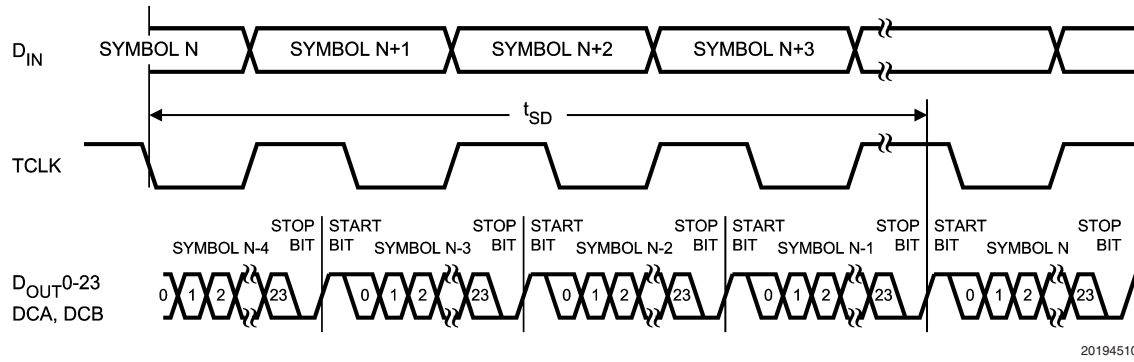 D_IN
SYMBOL N
SYMBOL N+1
SYMBOL N+2
SYMBOL N+3
t_SD
TCLK
STOP BIT
START BIT
STOP BIT
START BIT
STOP BIT
START BIT
STOP BIT
START BIT
STOP BIT
SYMBOL N-4
SYMBOL N-3
SYMBOL N-2
SYMBOL N-1
SYMBOL N
D_OUT0-23
DCA, DCB
0 1 2 23
0 1 2 23
0 1 2 23
0 1 2 23
0 1 2 23
20194510